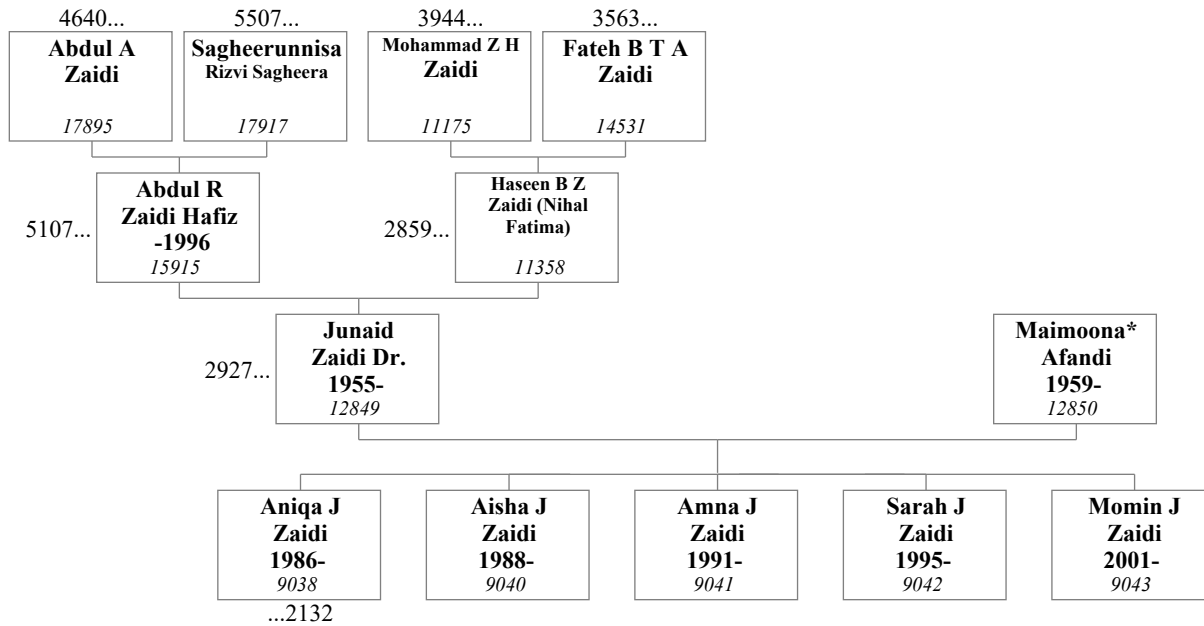 4640...
5507...
3944...
3563...
Abdul A
Zaidi
17895
Sagheerunnisa
Rizvi Sagheera
17917
Mohammad Z H
Zaidi
11175
Fateh B T A
Zaidi
14531
5107...
Abdul R
Zaidi Hafiz
-1996
15915
2859...
Haseen B Z
Zaidi (Nihal
Fatima)
11358
2927...
Junaid
Zaidi Dr.
1955-
12849
Maimoona*
Afandi
1959-
12850
Aniqa J
Zaidi
1986-
9038
...2132
Aisha J
Zaidi
1988-
9040
Amna J
Zaidi
1991-
9041
Sarah J
Zaidi
1995-
9042
Momin J
Zaidi
2001-
9043